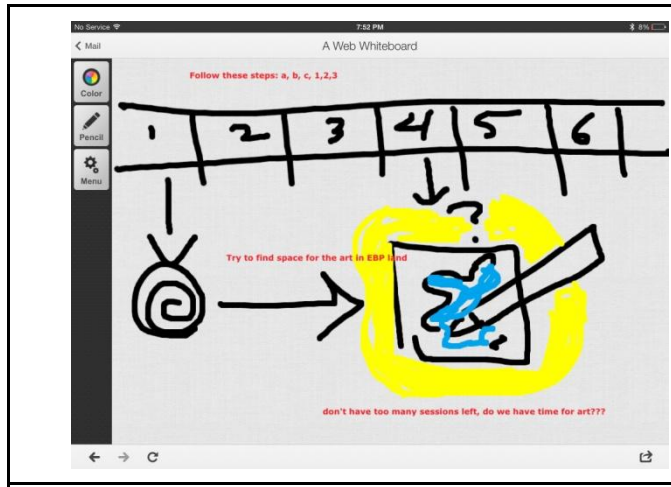 No Service 7:52 PM 8%
Mail A Web Whiteboard
Follow these steps: a, b, c, 1,2,3
Color
Pencil
Menu
1 2 3 4 5 6
?
Try to find space for the art in EBP land
don't have too many sessions left, do we have time for art???